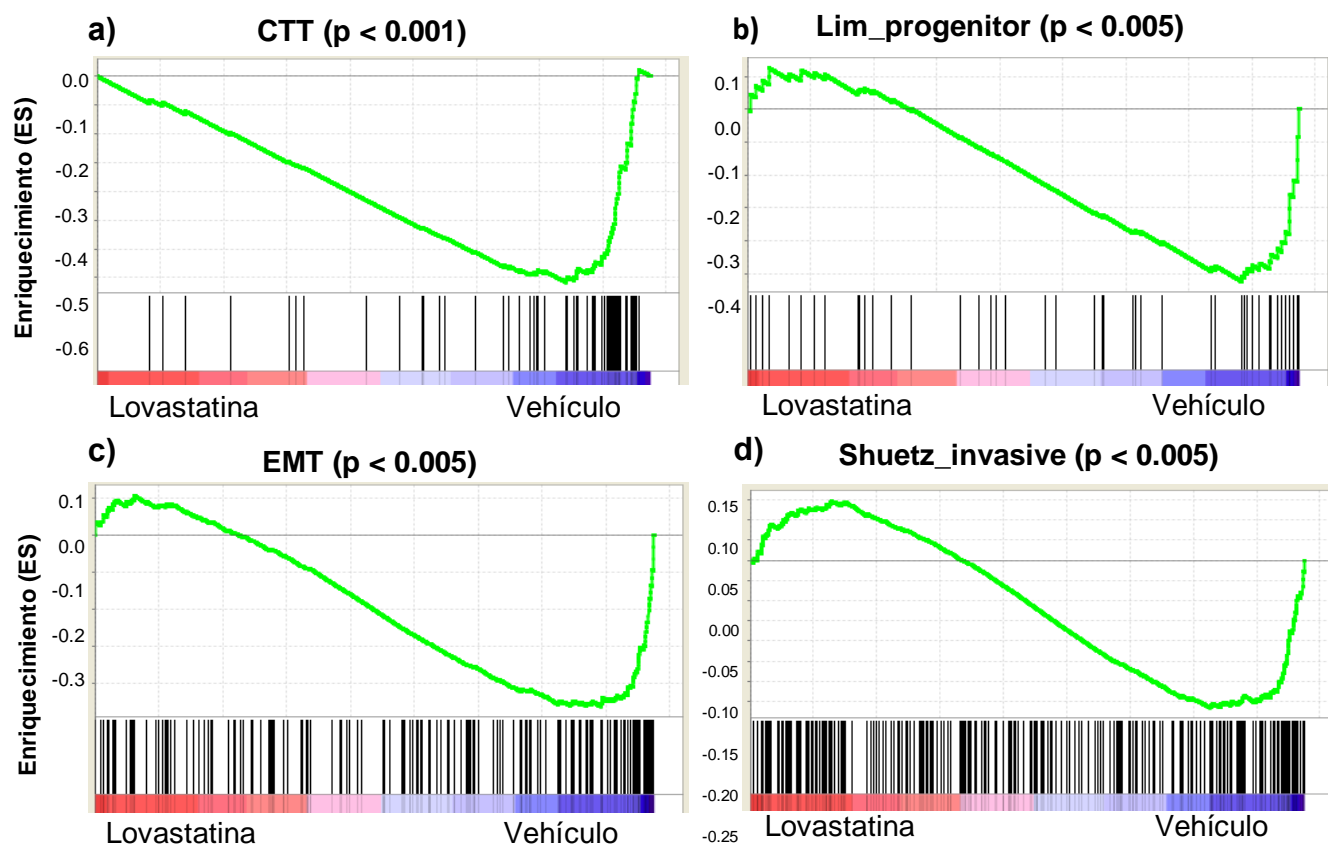 a) CTT (p < 0.001)
Enriquecimiento (ES)
0.0
-0.1
-0.2
-0.3
-0.4
-0.5
-0.6
Lovastatina Vehículo
b) Lim_progenitor (p < 0.005)
0.1
0.0
-0.1
-0.2
-0.3
-0.4
Lovastatina Vehículo
c) EMT (p < 0.005)
Enriquecimiento (ES)
0.1
0.0
-0.1
-0.2
-0.3
Lovastatina Vehículo
d) Shuetz_invasive (p < 0.005)
0.15
0.10
0.05
0.00
-0.05
-0.10
-0.15
-0.20
-0.25
Lovastatina Vehículo